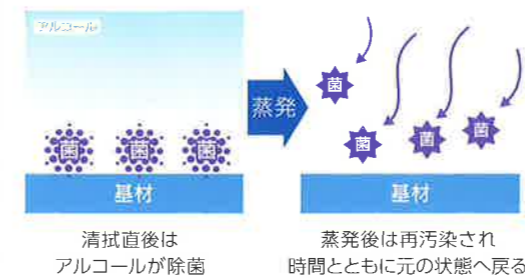 アルコール
菌 菌 菌
基材
清拭直後は
アルコールが除菌
蒸発
菌
菌
菌
菌
基材
蒸発後は再汚染され
時間とともに元の状態へ戻る